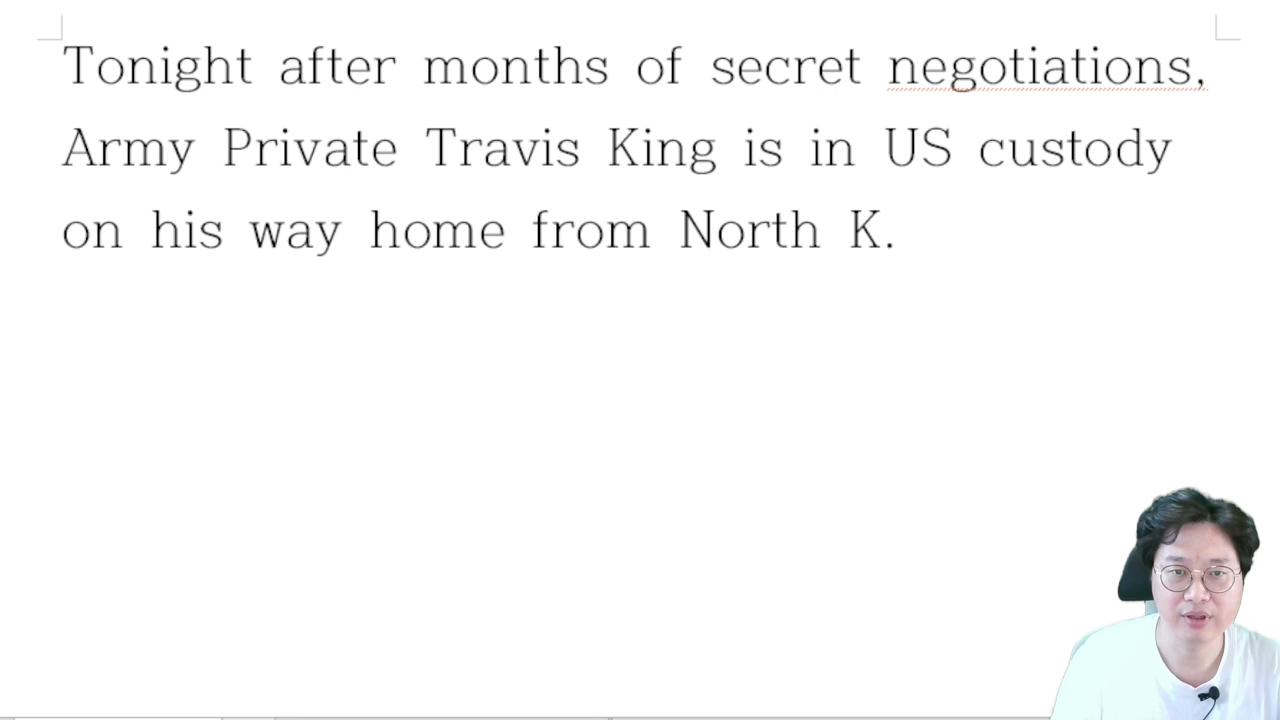 Tonight after months of secret negotiations,
Army Private Travis King is in US custody
on his way home from North K.